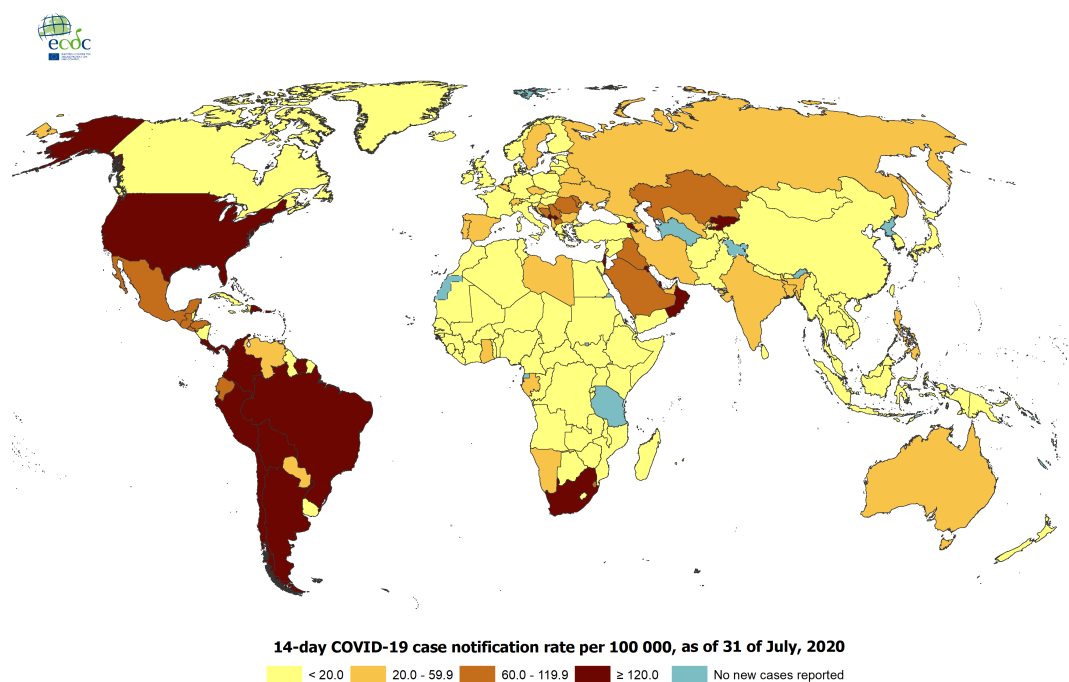 ecdc
14-day COVID-19 case notification rate per 100 000, as of 31 of July, 2020
< 20.0 20.0 - 59.9 60.0 - 119.9 ≥ 120.0 No new cases reported